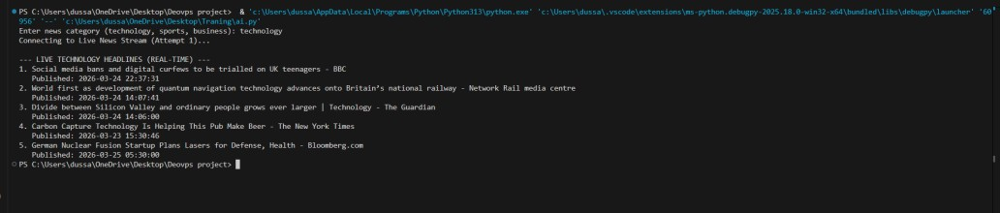 PS C:\Users\dussa\OneDrive\Desktop\Deovps project>  & 'c:\Users\dussa\AppData\Local\Programs\Python\Python313\python.exe' 'c:\Users\dussa\.vscode\extensions\ms-python.debugpy-2025.18.0-win32-x64\bundled\libs\debugpy\launcher' '60
956' '--' 'c:\Users\dussa\OneDrive\Desktop\Traning\ai.py'
Enter news category (technology, sports, business): technology
Connecting to Live News Stream (Attempt 1)...
--- LIVE TECHNOLOGY HEADLINES (REAL-TIME) ---
1. Social media bans and digital curfews to be trialled on UK teenagers - BBC
Published: 2026-03-24 22:37:31
2. World first as development of quantum navigation technology advances onto Britain's national railway - Network Rail media centre
Published: 2026-03-24 14:07:41
3. Divide between Silicon Valley and ordinary people grows ever larger | Technology - The Guardian
Published: 2026-03-24 14:06:00
4. Carbon Capture Technology Is Helping This Pub Make Beer - The New York Times
Published: 2026-03-23 15:30:46
5. German Nuclear Fusion Startup Plans Lasers for Defense, Health - Bloomberg.com
Published: 2026-03-25 05:30:00
PS C:\Users\dussa\OneDrive\Desktop\Deovps project>